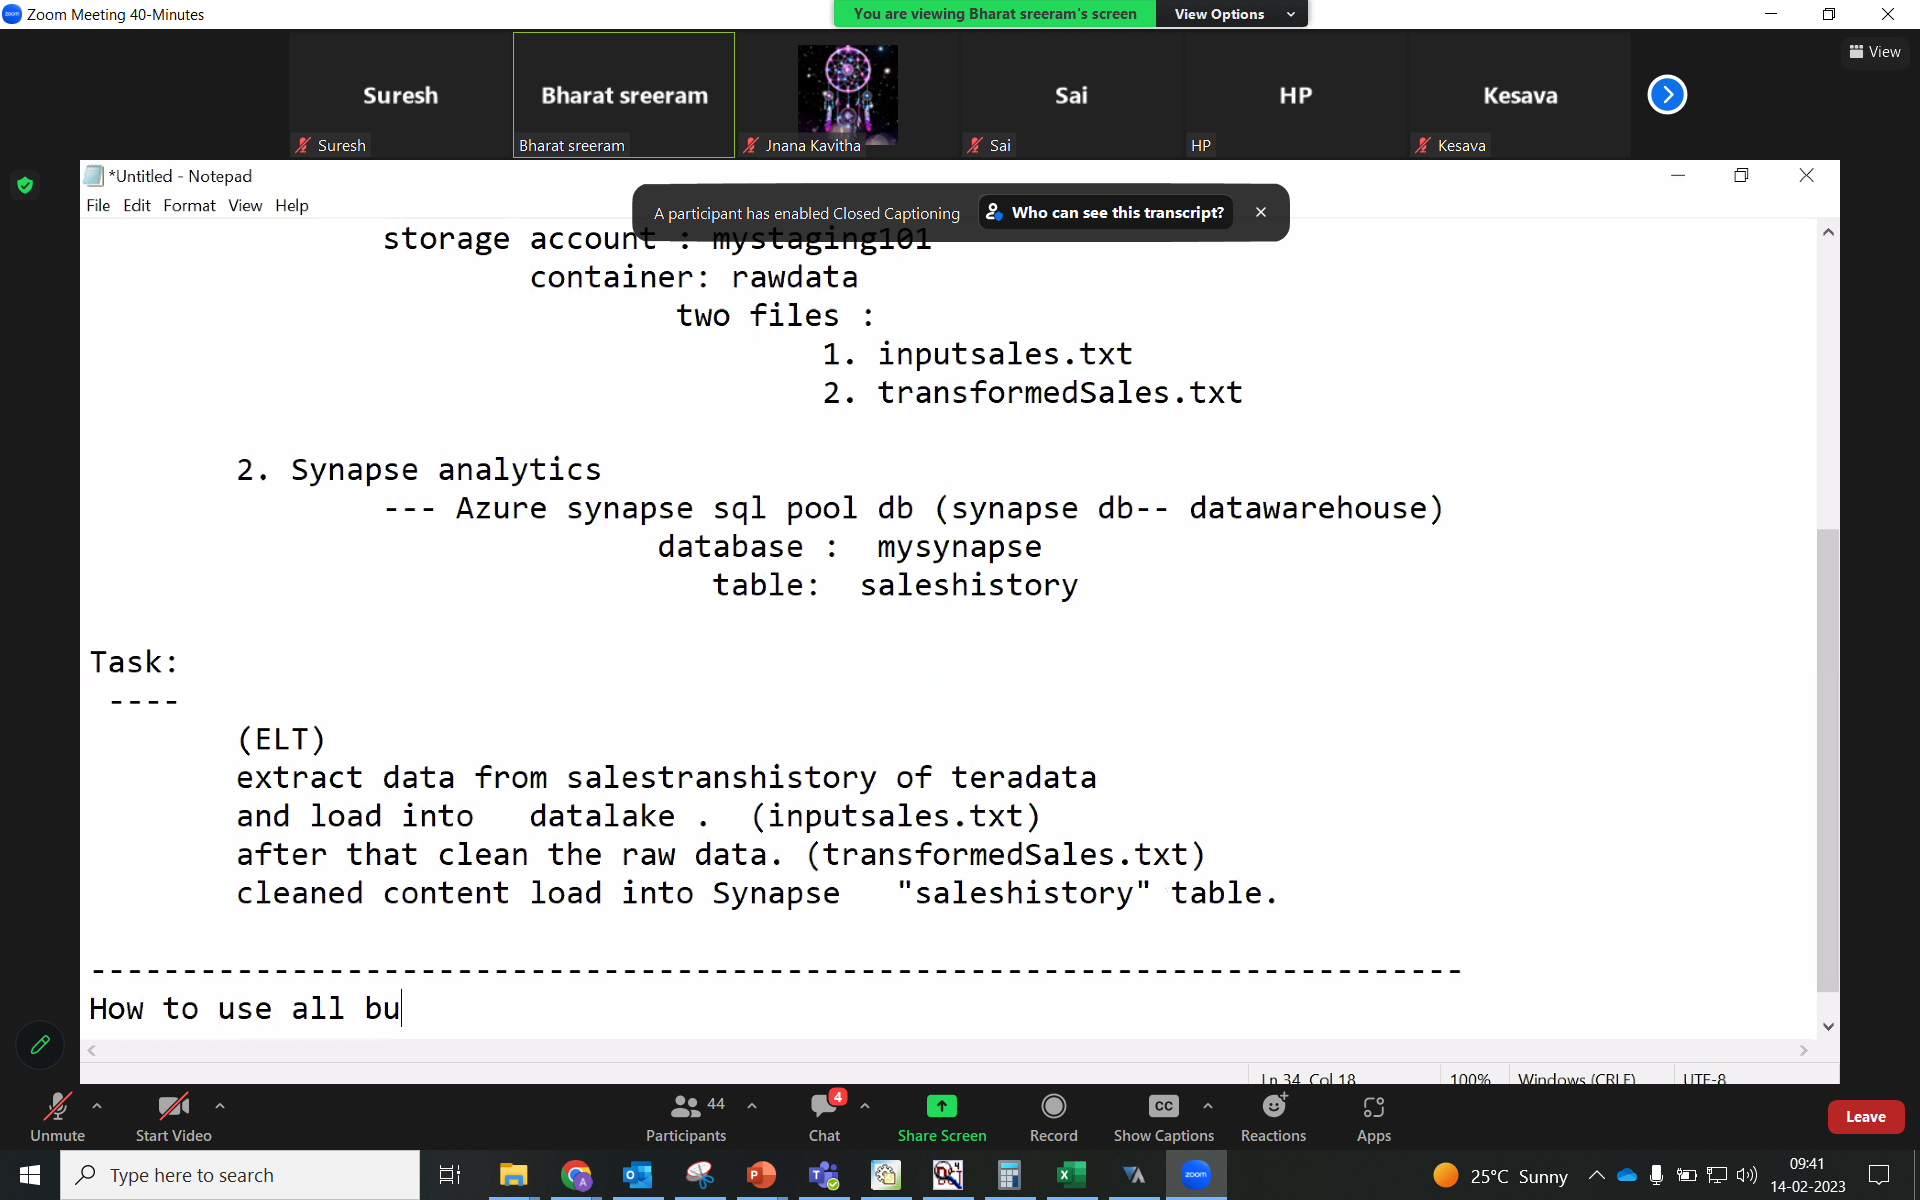 Zoom Meeting 40-Minutes
You are viewing Bharat sreeram's screen
View Options
View
Suresh
Bharat sreeram
Sai
HP
Kesava
Suresh
Bharat sreeram
Jnana Kavitha
Sai
HP
Kesava
*Untitled - Notepad
File Edit Format View Help
A participant has enabled Closed Captioning
Who can see this transcript?
storage account : mystaging101
container: rawdata
two files :
1. inputsales.txt
2. transformedSales.txt
2. Synapse analytics
--- Azure synapse sql pool db (synapse db-- datawarehouse)
database : mysynapse
table: saleshistory
Task:
----
(ELT)
extract data from salestranshistory of teradata
and load into datalake . (inputsales.txt)
after that clean the raw data. (transformedSales.txt)
cleaned content load into Synapse "saleshistory" table.
---------------------------------------------------------------------------
How to use all bu
Ln 34, Col 18
100%
Windows (CRLF)
UTF-8
Unmute
Start Video
44
Participants
4
Chat
Share Screen
Record
CC
Show Captions
Reactions
Apps
Leave
Type here to search
zoom
25°C Sunny
09:41
14-02-2023